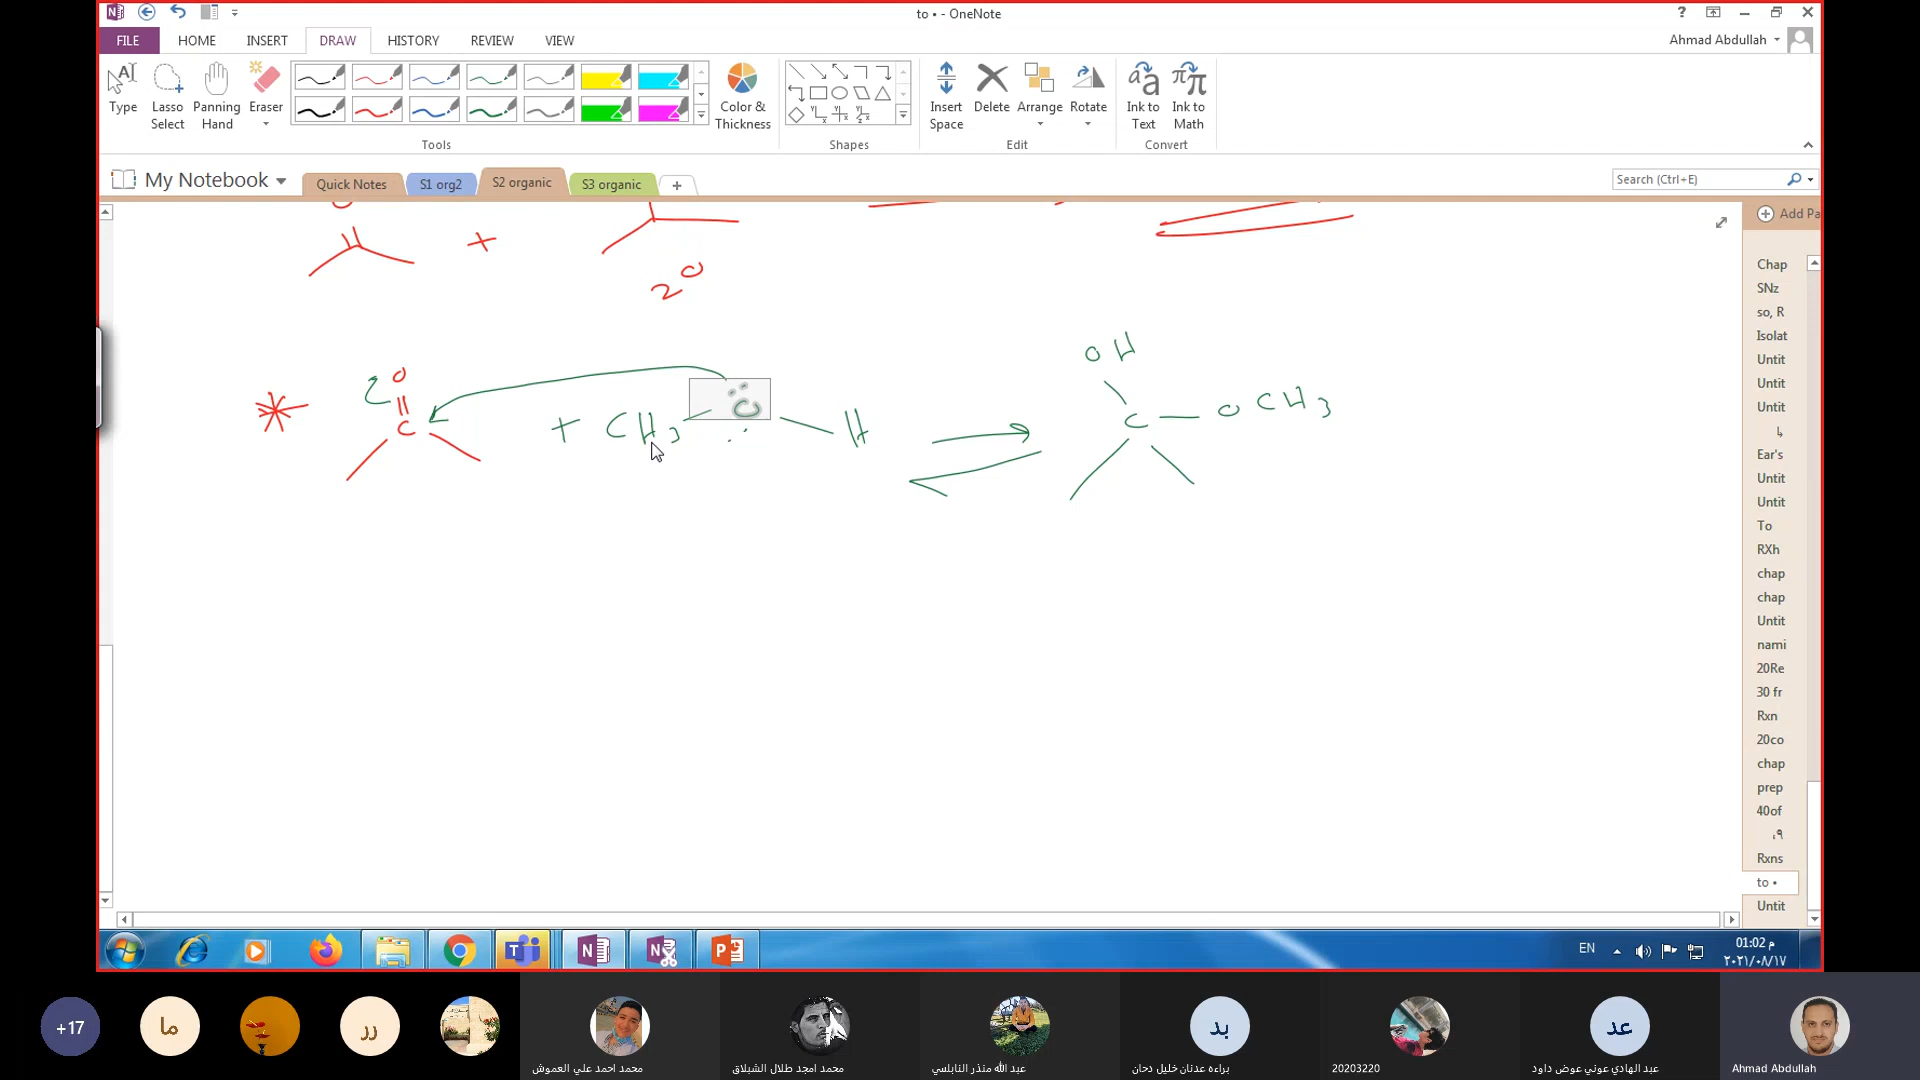 to • - OneNote
?
FILE HOME INSERT DRAW HISTORY REVIEW VIEW
Ahmad Abdullah
Type
Lasso Select
Panning Hand
Eraser
Color & Thickness
Insert Space
Delete
Arrange
Rotate
Ink to Text
Ink to Math
Tools
Shapes
Edit
Convert
My Notebook
Quick Notes
S1 org2
S2 organic
S3 organic
+
Search (Ctrl+E)
Add Pa
Chap
SNz
so, R
Isolat
Untit
Untit
Untit
Ear's
Untit
Untit
To
RXh
chap
chap
Untit
nami
20Re
30 fr
Rxn
20co
chap
prep
40of
٩،
Rxns
to •
Untit
+
2°
O
C
+ CH3 – O – H
OH
C – OCH3
EN
01:02 م
٢٠٢١/٠٨/١٧
+17
ما
رر
محمد احمد علي العموش
محمد امجد طلال الشبلاق
عبد الله منذر النابلسي
بد
براءه عدنان خليل دحان
20203220
عد
عبد الهادي عوني عوض داود
Ahmad Abdullah